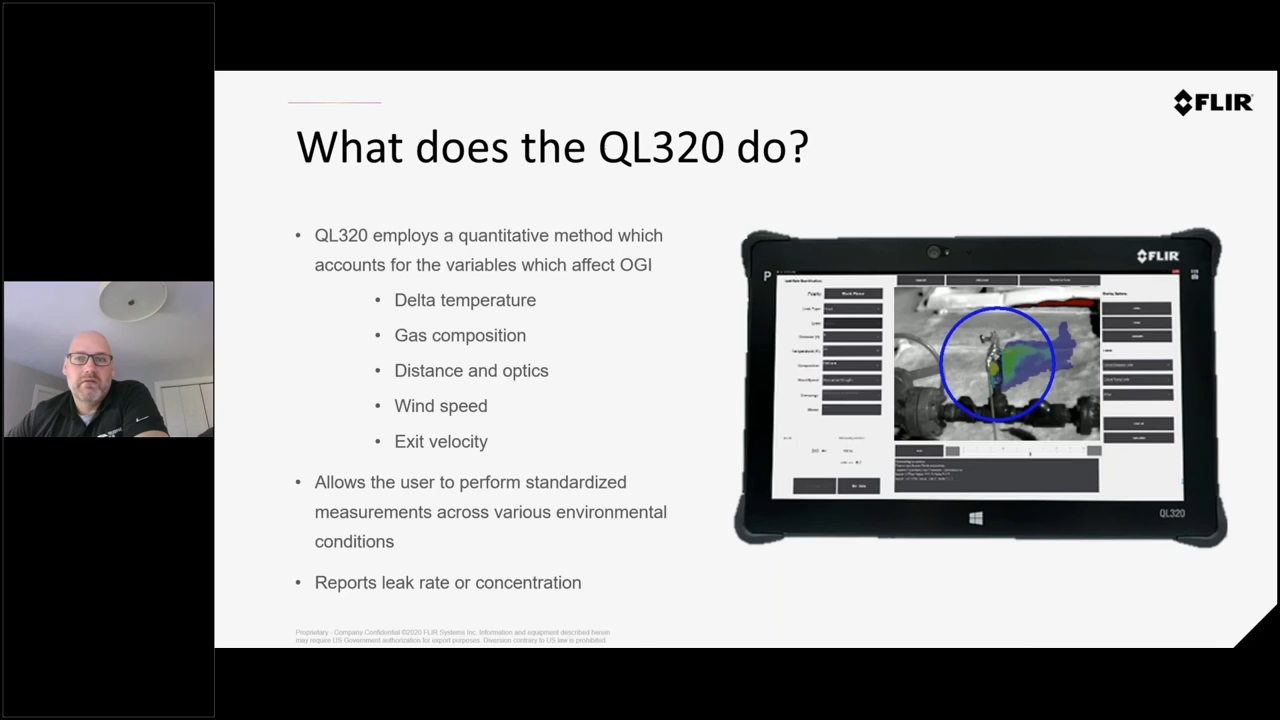 FLIR
What does the QL320 do?
• QL320 employs a quantitative method which
accounts for the variables which affect OGI
• Delta temperature
• Gas composition
• Distance and optics
• Wind speed
• Exit velocity
• Allows the user to perform standardized
measurements across various environmental
conditions
• Reports leak rate or concentration
P
FLIR
QL320
Proprietary - Company Confidential ©2020 FLIR Systems Inc. Information and equipment described herein
may require US Government authorization for export purposes. Diversion contrary to US law is prohibited.